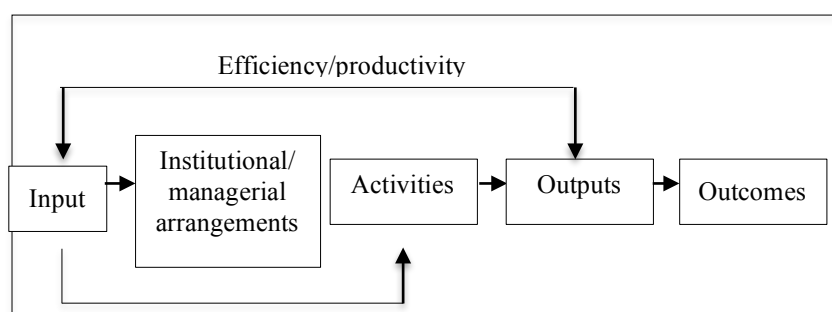 Efficiency/productivity
Input
Institutional/
managerial
arrangements
Activities
Outputs
Outcomes